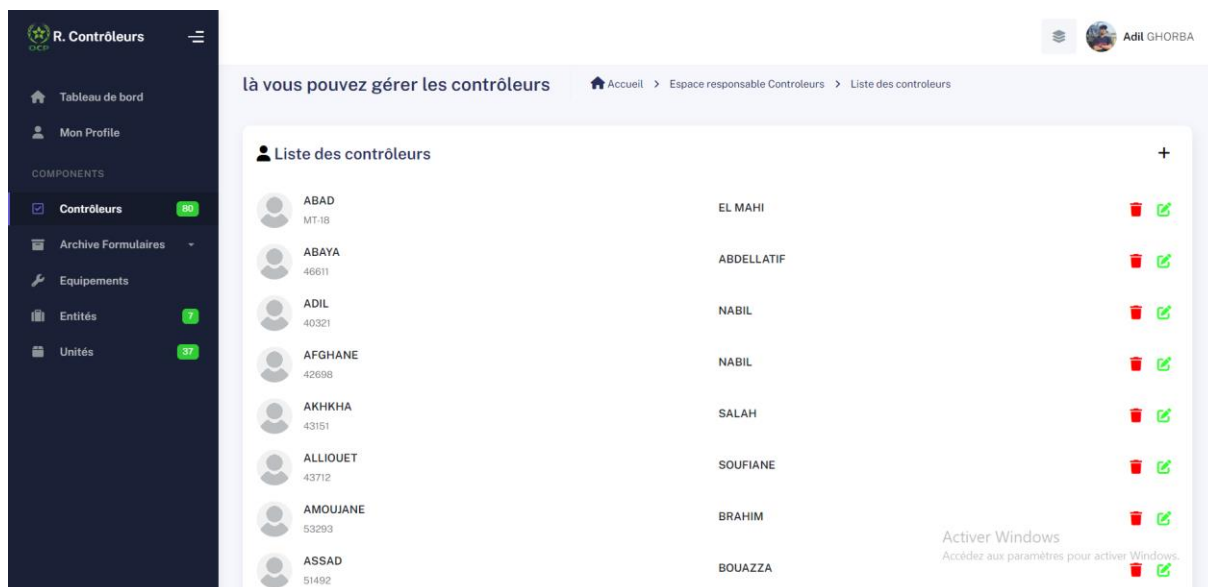 OCP
R. Contrôleurs
Adil GHORBA
Tableau de bord
Mon Profile
COMPONENTS
Contrôleurs 80
Archive Formulaires
Equipements
Entités 7
Unités 37
là vous pouvez gérer les contrôleurs
Accueil > Espace responsable Controleurs > Liste des controleurs
Liste des contrôleurs +
ABAD EL MAHI
MT-18
ABAYA ABDELLATIF
46611
ADIL NABIL
40321
AFGHANE NABIL
42698
AKHKHA SALAH
43151
ALLIOUET SOUFIANE
43712
AMOUJANE BRAHIM
53293
ASSAD BOUAZZA
51492
Activer Windows
Accédez aux paramètres pour activer Windows.